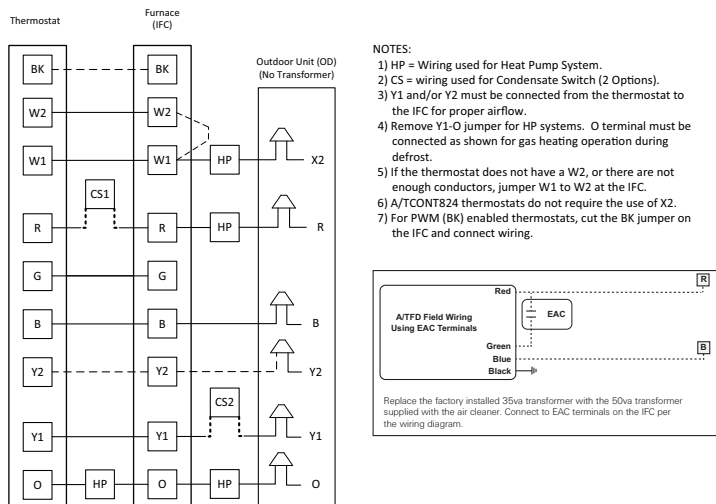 Thermostat
Furnace
(IFC)
Outdoor Unit (OD)
(No Transformer)
BK BK
W2 W2
W1 W1 HP X2
CS1
R R HP R
G G
B B B
Y2 Y2 Y2
CS2
Y1 Y1 Y1
O HP O HP O
NOTES:
1) HP = Wiring used for Heat Pump System.
2) CS = wiring used for Condensate Switch (2 Options).
3) Y1 and/or Y2 must be connected from the thermostat to
the IFC for proper airflow.
4) Remove Y1-O jumper for HP systems. O terminal must be
connected as shown for gas heating operation during
defrost.
5) If the thermostat does not have a W2, or there are not
enough conductors, jumper W1 to W2 at the IFC.
6) A/TCONT824 thermostats do not require the use of X2.
7) For PWM (BK) enabled thermostats, cut the BK jumper on
the IFC and connect wiring.
R
Red
A/TFD Field Wiring
Using EAC Terminals
EAC
Green
B
Blue
Black
Replace the factory installed 35va transformer with the 50va transformer
supplied with the air cleaner. Connect to EAC terminals on the IFC per
the wiring diagram.